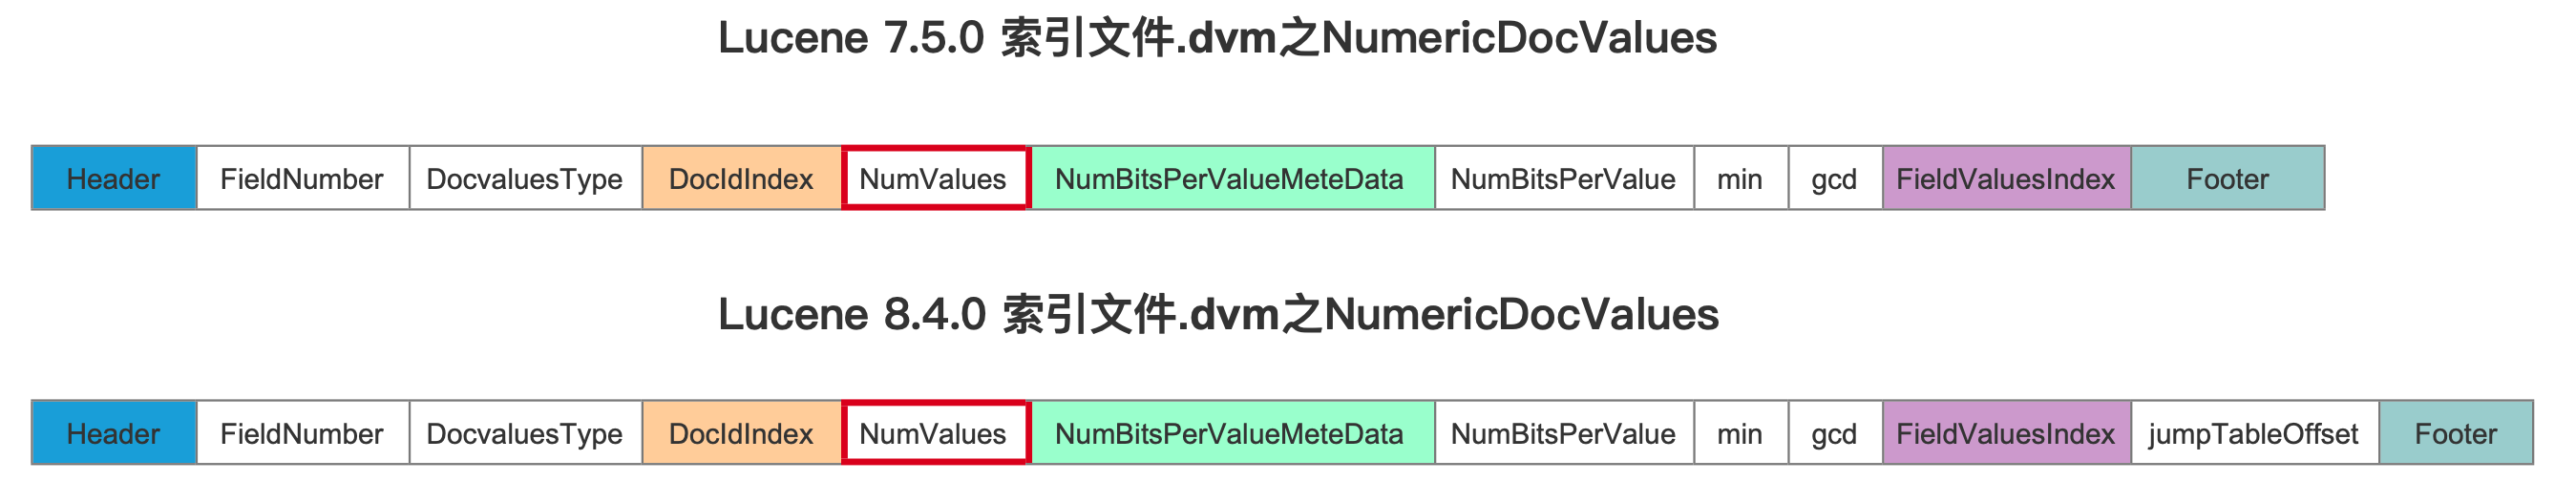 Lucene 7.5.0 索引文件.dvm之NumericDocValues
Header FieldNumber DocvaluesType DocIdIndex NumValues NumBitsPerValueMeteData NumBitsPerValue min gcd FieldValuesIndex Footer
Lucene 8.4.0 索引文件.dvm之NumericDocValues
Header FieldNumber DocvaluesType DocIdIndex NumValues NumBitsPerValueMeteData NumBitsPerValue min gcd FieldValuesIndex jumpTableOffset Footer